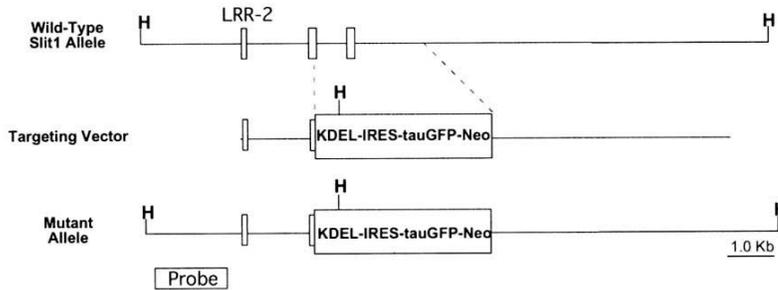 H
LRR-2
H
Wild-Type
Slit1 Allele
H
Targeting Vector
KDEL-IRES-tauGFP-Neo
H
H
H
Mutant
Allele
KDEL-IRES-tauGFP-Neo
1.0 Kb
Probe